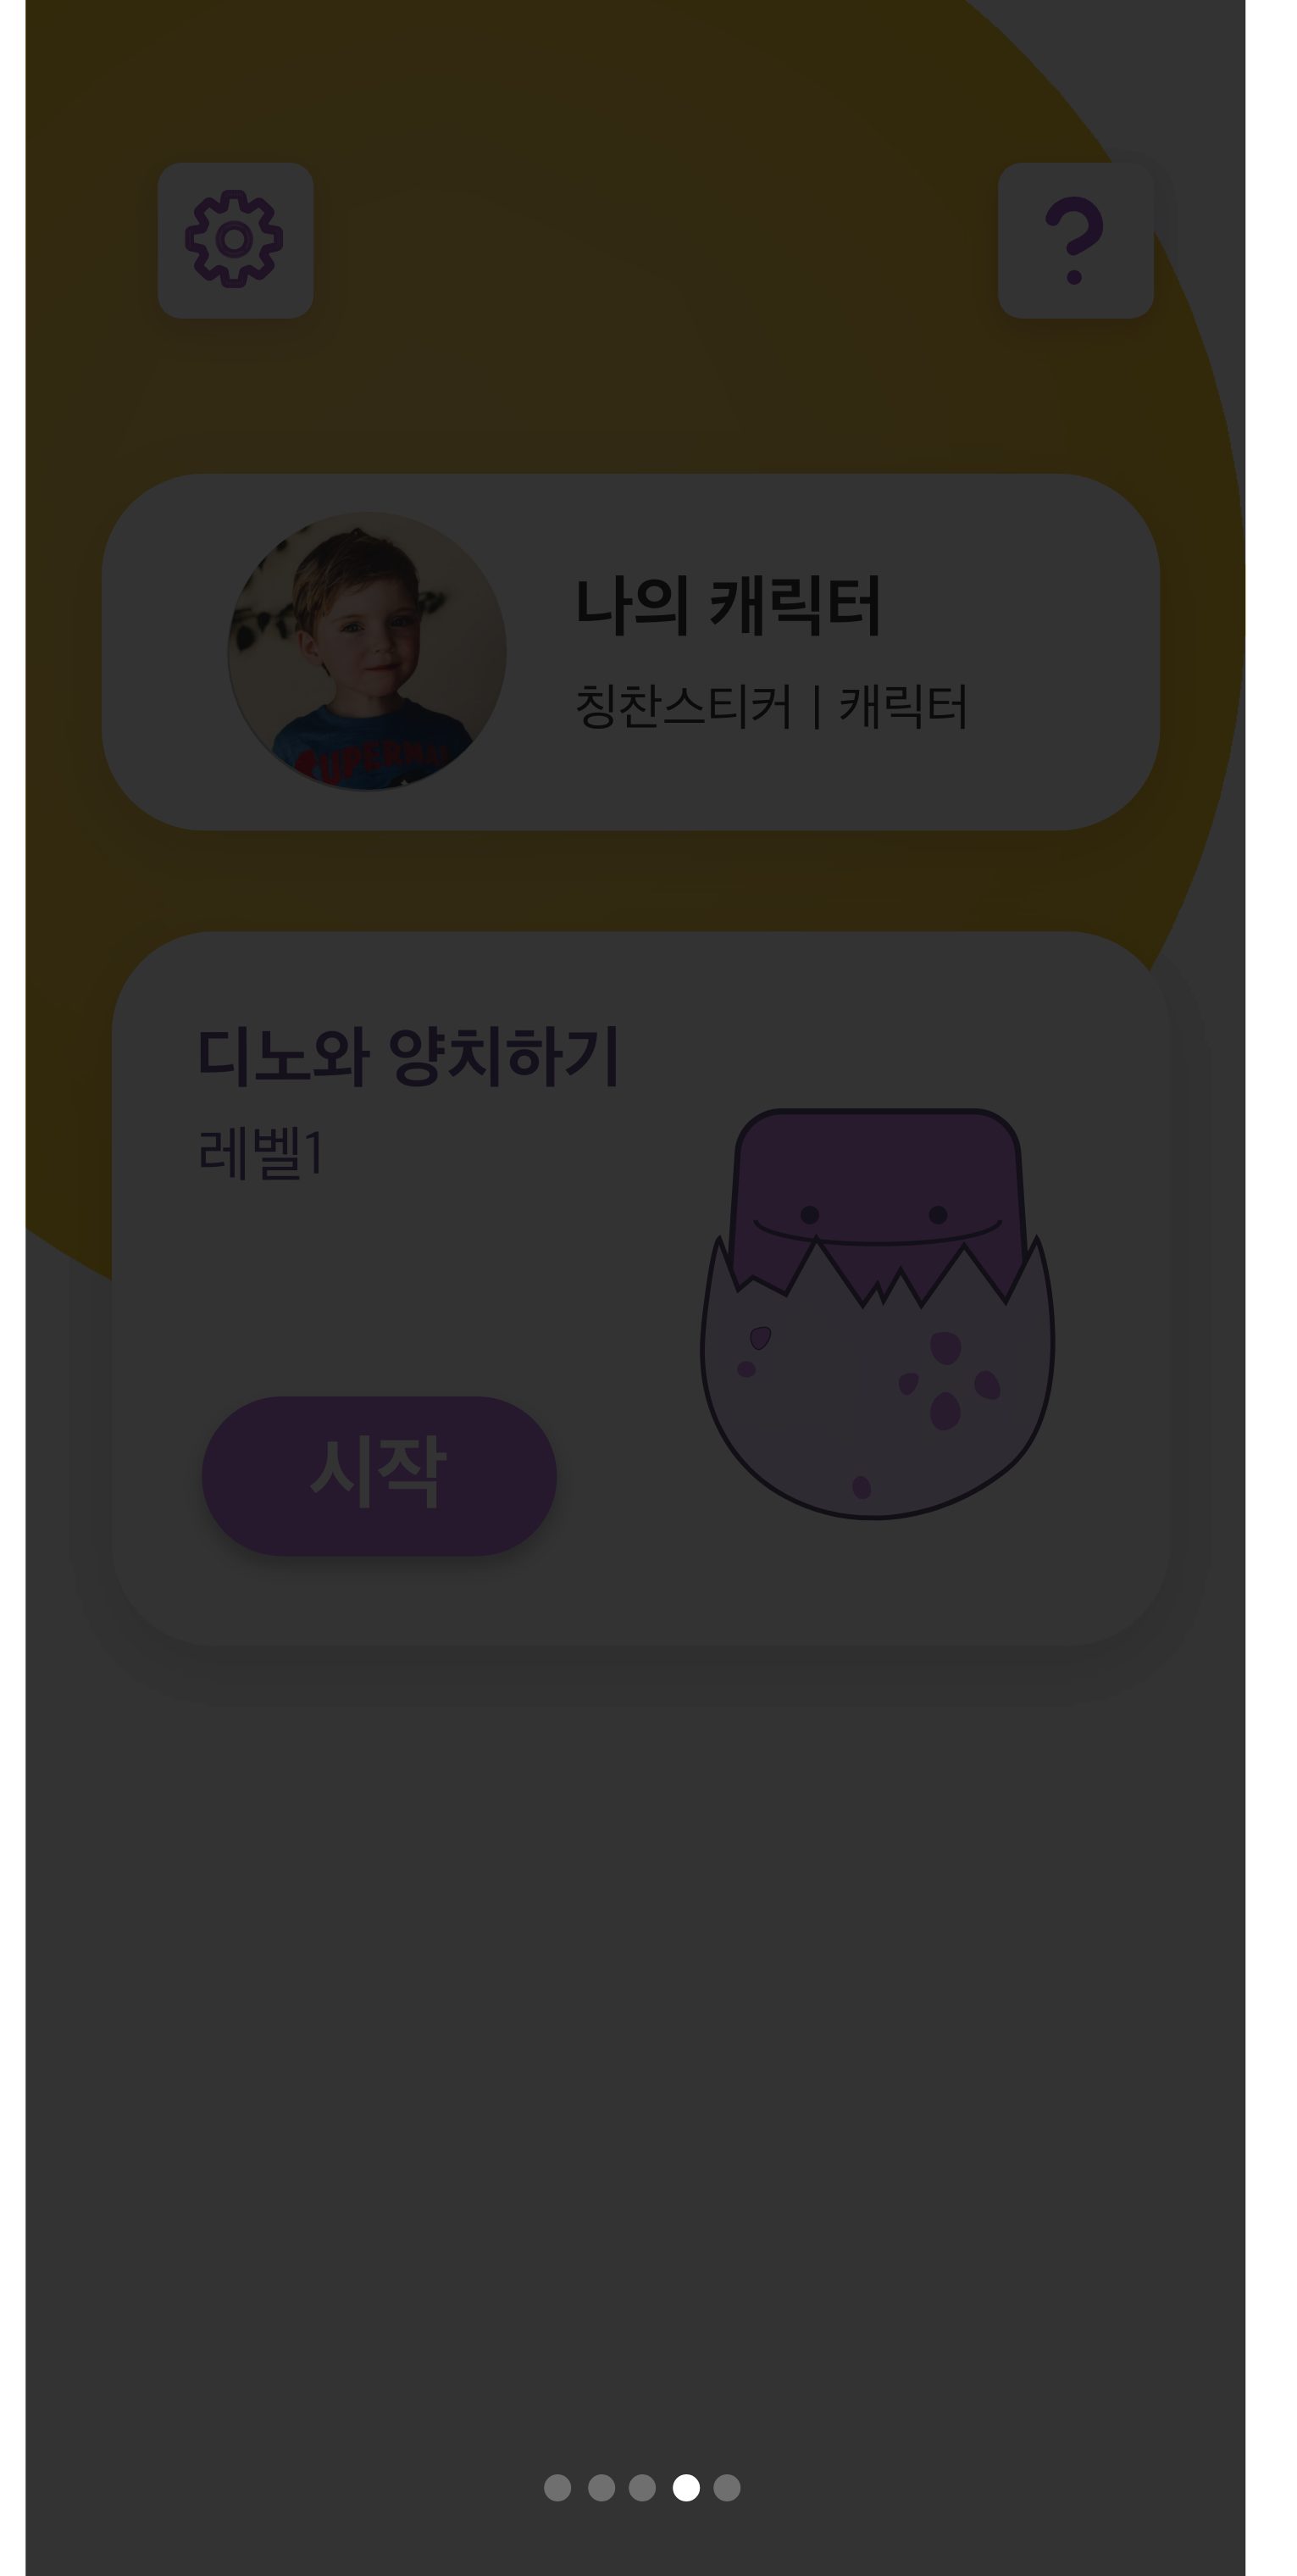 나의 캐릭터
칭찬스티커 | 캐릭터
디노와 양치하기
레벨1
시작